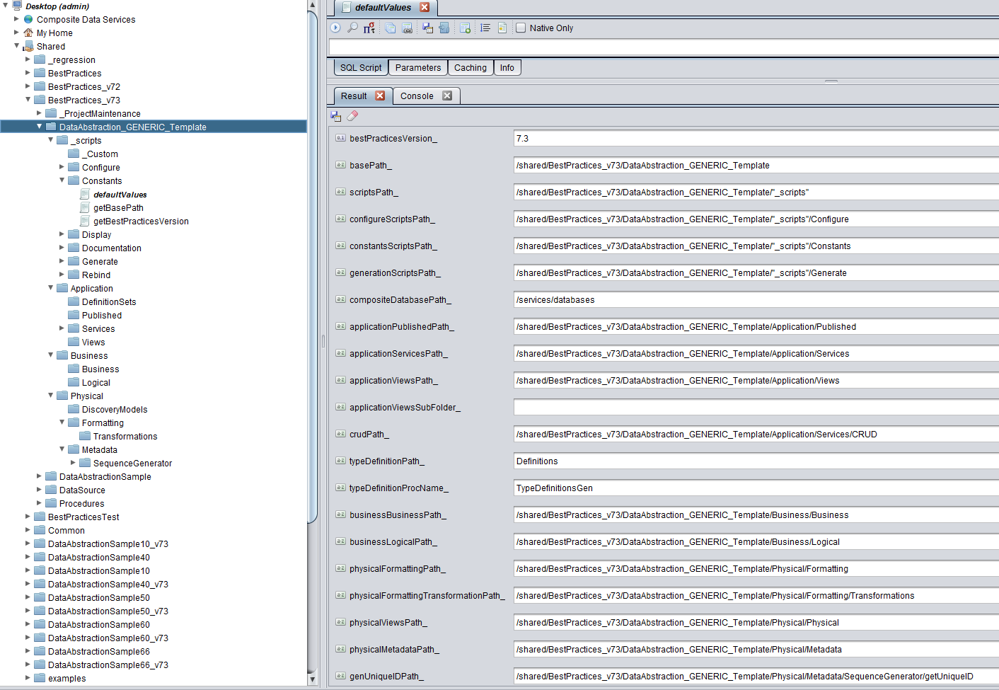 Desktop (admin)
Composite Data Services
My Home
Shared
_regression
BestPractices
BestPractices_v72
BestPractices_v73
_ProjectMaintenance
DataAbstraction_GENERIC_Template
_scripts
_Custom
Configure
Constants
defaultValues
getBasePath
getBestPracticesVersion
Display
Documentation
Generate
Rebind
Application
DefinitionSets
Published
Services
Views
Business
Business
Logical
Physical
DiscoveryModels
Formatting
Transformations
Metadata
SequenceGenerator
DataAbstractionSample
DataSource
Procedures
BestPracticesTest
Common
DataAbstractionSample10_v73
DataAbstractionSample40
DataAbstractionSample10
DataAbstractionSample40_v73
DataAbstractionSample50
DataAbstractionSample50_v73
DataAbstractionSample60
DataAbstractionSample60_v73
DataAbstractionSample66
DataAbstractionSample66_v73
examples
defaultValues
Native Only
SQL Script Parameters Caching Info
Result Console
0.1 bestPracticesVersion_ 7.3
a-z basePath_ /shared/BestPractices_v73/DataAbstraction_GENERIC_Template
a-z scriptsPath_ /shared/BestPractices_v73/DataAbstraction_GENERIC_Template/"_scripts"
a-z configureScriptsPath_ /shared/BestPractices_v73/DataAbstraction_GENERIC_Template/"_scripts"/Configure
a-z constantsScriptsPath_ /shared/BestPractices_v73/DataAbstraction_GENERIC_Template/"_scripts"/Constants
a-z generationScriptsPath_ /shared/BestPractices_v73/DataAbstraction_GENERIC_Template/"_scripts"/Generate
a-z compositeDatabasePath_ /services/databases
a-z applicationPublishedPath_ /shared/BestPractices_v73/DataAbstraction_GENERIC_Template/Application/Published
a-z applicationServicesPath_ /shared/BestPractices_v73/DataAbstraction_GENERIC_Template/Application/Services
a-z applicationViewsPath_ /shared/BestPractices_v73/DataAbstraction_GENERIC_Template/Application/Views
a-z applicationViewsSubFolder_
a-z crudPath_ /shared/BestPractices_v73/DataAbstraction_GENERIC_Template/Application/Services/CRUD
a-z typeDefinitionPath_ Definitions
a-z typeDefinitionProcName_ TypeDefinitionsGen
a-z businessBusinessPath_ /shared/BestPractices_v73/DataAbstraction_GENERIC_Template/Business/Business
a-z businessLogicalPath_ /shared/BestPractices_v73/DataAbstraction_GENERIC_Template/Business/Logical
a-z physicalFormattingPath_ /shared/BestPractices_v73/DataAbstraction_GENERIC_Template/Physical/Formatting
a-z physicalFormattingTransformationPath_ /shared/BestPractices_v73/DataAbstraction_GENERIC_Template/Physical/Formatting/Transformations
a-z physicalViewsPath_ /shared/BestPractices_v73/DataAbstraction_GENERIC_Template/Physical/Physical
a-z physicalMetadataPath_ /shared/BestPractices_v73/DataAbstraction_GENERIC_Template/Physical/Metadata
a-z genUniqueIDPath_ /shared/BestPractices_v73/DataAbstraction_GENERIC_Template/Physical/Metadata/SequenceGenerator/getUniqueID